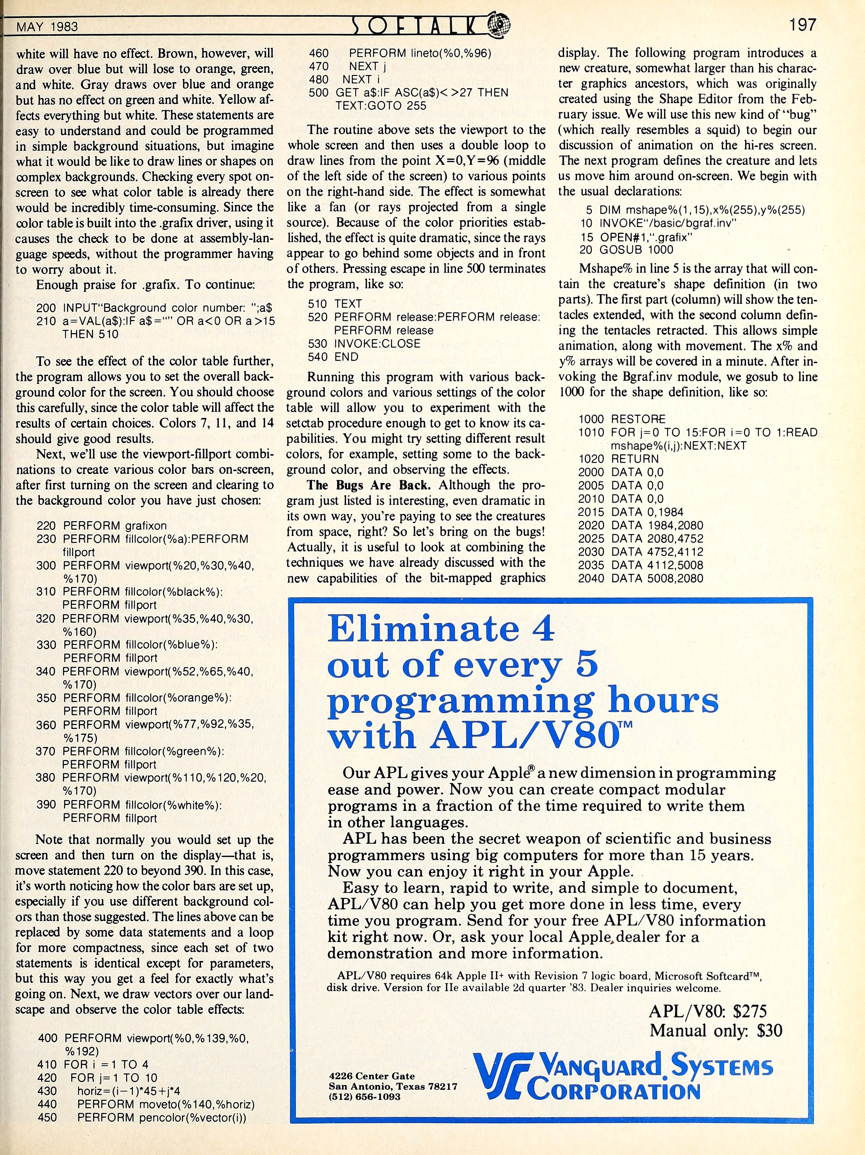 MAY 1983
SOFTALK
197
white will have no effect. Brown, however, will
draw over blue but will lose to orange, green,
and white. Gray draws over blue and orange
but has no effect on green and white. Yellow af-
fects everything but white. These statements are
easy to understand and could be programmed
in simple background situations, but imagine
what it would be like to draw lines or shapes on
complex backgrounds. Checking every spot on-
screen to see what color table is already there
would be incredibly time-consuming. Since the
color table is built into the .grafix driver, using it
causes the check to be done at assembly-lan-
guage speeds, without the programmer having
to worry about it.
Enough praise for .grafix. To continue:
200 INPUT"Background color number: ";a$
210 a=VAL(a$):IF a$="" OR a<0 OR a>15
THEN 510
To see the effect of the color table further,
the program allows you to set the overall back-
ground color for the screen. You should choose
this carefully, since the color table will affect the
results of certain choices. Colors 7, 11, and 14
should give good results.
Next, we'll use the viewport-fillport combi-
nations to create various color bars on-screen,
after first turning on the screen and clearing to
the background color you have just chosen:
220 PERFORM grafixon
230 PERFORM fillcolor(%a):PERFORM
fillport
300 PERFORM viewport(%20,%30,%40,
%170)
310 PERFORM fillcolor(%black%):
PERFORM fillport
320 PERFORM viewport(%35,%40,%30,
%160)
330 PERFORM fillcolor(%blue%):
PERFORM fillport
340 PERFORM viewport(%52,%65,%40,
%170)
350 PERFORM fillcolor(%orange%):
PERFORM fillport
360 PERFORM viewport(%77,%92,%35,
%175)
370 PERFORM fillcolor(%green%):
PERFORM fillport
380 PERFORM viewport(%110,%120,%20,
%170)
390 PERFORM fillcolor(%white%):
PERFORM fillport
Note that normally you would set up the
screen and then turn on the display—that is,
move statement 220 to beyond 390. In this case,
it's worth noticing how the color bars are set up,
especially if you use different background col-
ors than those suggested. The lines above can be
replaced by some data statements and a loop
for more compactness, since each set of two
statements is identical except for parameters,
but this way you get a feel for exactly what's
going on. Next, we draw vectors over our land-
scape and observe the color table effects:
400 PERFORM viewport(%0,%139,%0,
%192)
410 FOR i =1 TO 4
420 FOR j=1 TO 10
430 horiz=(i−1)*45+j*4
440 PERFORM moveto(%140,%horiz)
450 PERFORM pencolor(%vector(i))
460 PERFORM lineto(%0,%96)
470 NEXT j
480 NEXT i
500 GET a$:IF ASC(a$)<>27 THEN
TEXT:GOTO 255
The routine above sets the viewport to the
whole screen and then uses a double loop to
draw lines from the point X=0,Y=96 (middle
of the left side of the screen) to various points
on the right-hand side. The effect is somewhat
like a fan (or rays projected from a single
source). Because of the color priorities estab-
lished, the effect is quite dramatic, since the rays
appear to go behind some objects and in front
of others. Pressing escape in line 500 terminates
the program, like so:
510 TEXT
520 PERFORM release:PERFORM release:
PERFORM release
530 INVOKE:CLOSE
540 END
Running this program with various back-
ground colors and various settings of the color
table will allow you to experiment with the
setctab procedure enough to get to know its ca-
pabilities. You might try setting different result
colors, for example, setting some to the back-
ground color, and observing the effects.
The Bugs Are Back. Although the pro-
gram just listed is interesting, even dramatic in
its own way, you're paying to see the creatures
from space, right? So let's bring on the bugs!
Actually, it is useful to look at combining the
techniques we have already discussed with the
new capabilities of the bit-mapped graphics
display. The following program introduces a
new creature, somewhat larger than his charac-
ter graphics ancestors, which was originally
created using the Shape Editor from the Feb-
ruary issue. We will use this new kind of "bug"
(which really resembles a squid) to begin our
discussion of animation on the hi-res screen.
The next program defines the creature and lets
us move him around on-screen. We begin with
the usual declarations:
5 DIM mshape%(1,15),x%(255),y%(255)
10 INVOKE"/basic/bgraf.inv"
15 OPEN#1,".grafix"
20 GOSUB 1000
Mshape% in line 5 is the array that will con-
tain the creature's shape definition (in two
parts). The first part (column) will show the ten-
tacles extended, with the second column defin-
ing the tentacles retracted. This allows simple
animation, along with movement. The x% and
y% arrays will be covered in a minute. After in-
voking the Bgraf.inv module, we gosub to line
1000 for the shape definition, like so:
1000 RESTORE
1010 FOR j=0 TO 15:FOR i=0 TO 1:READ
mshape%(i,j):NEXT:NEXT
1020 RETURN
2000 DATA 0,0
2005 DATA 0,0
2010 DATA 0,0
2015 DATA 0,1984
2020 DATA 1984,2080
2025 DATA 2080,4752
2030 DATA 4752,4112
2035 DATA 4112,5008
2040 DATA 5008,2080
Eliminate 4
out of every 5
programming hours
with APL/V80™
Our APL gives your Apple® a new dimension in programming
ease and power. Now you can create compact modular
programs in a fraction of the time required to write them
in other languages.
APL has been the secret weapon of scientific and business
programmers using big computers for more than 15 years.
Now you can enjoy it right in your Apple.
Easy to learn, rapid to write, and simple to document,
APL/V80 can help you get more done in less time, every
time you program. Send for your free APL/V80 information
kit right now. Or, ask your local Apple dealer for a
demonstration and more information.
APL/V80 requires 64k Apple II+ with Revision 7 logic board, Microsoft Softcard™,
disk drive. Version for IIe available 2d quarter '83. Dealer inquiries welcome.
APL/V80: $275
Manual only: $30
4226 Center Gate
San Antonio, Texas 78217
(512) 656-1093
VSC VANGUARD SYSTEMS
CORPORATION